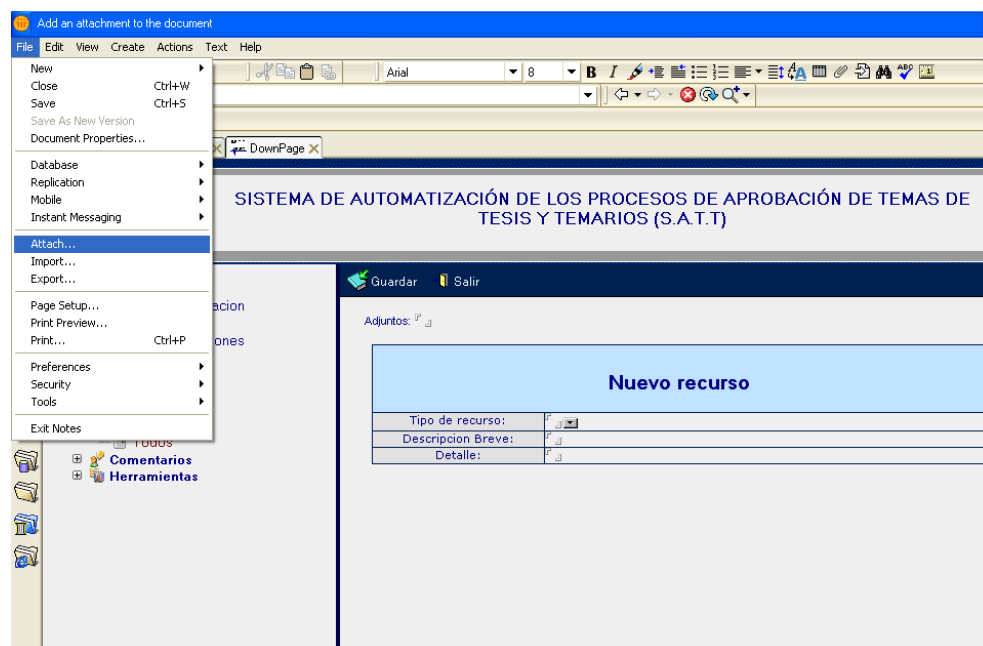 Add an attachment to the document
File Edit View Create Actions Text Help
Arial 8 B I
New
Close Ctrl+W
Save Ctrl+S
Save As New Version
Document Properties...
Database
Replication
Mobile
Instant Messaging
Attach...
Import...
Export...
Page Setup...
Print Preview...
Print... Ctrl+P
Preferences
Security
Tools
Exit Notes
DownPage
SISTEMA DE AUTOMATIZACIÓN DE LOS PROCESOS DE APROBACIÓN DE TEMAS DE
TESIS Y TEMARIOS (S.A.T.T)
acion
ones
Todos
Comentarios
Herramientas
Guardar Salir
Adjuntos:
Nuevo recurso
Tipo de recurso:
Descripcion Breve:
Detalle: